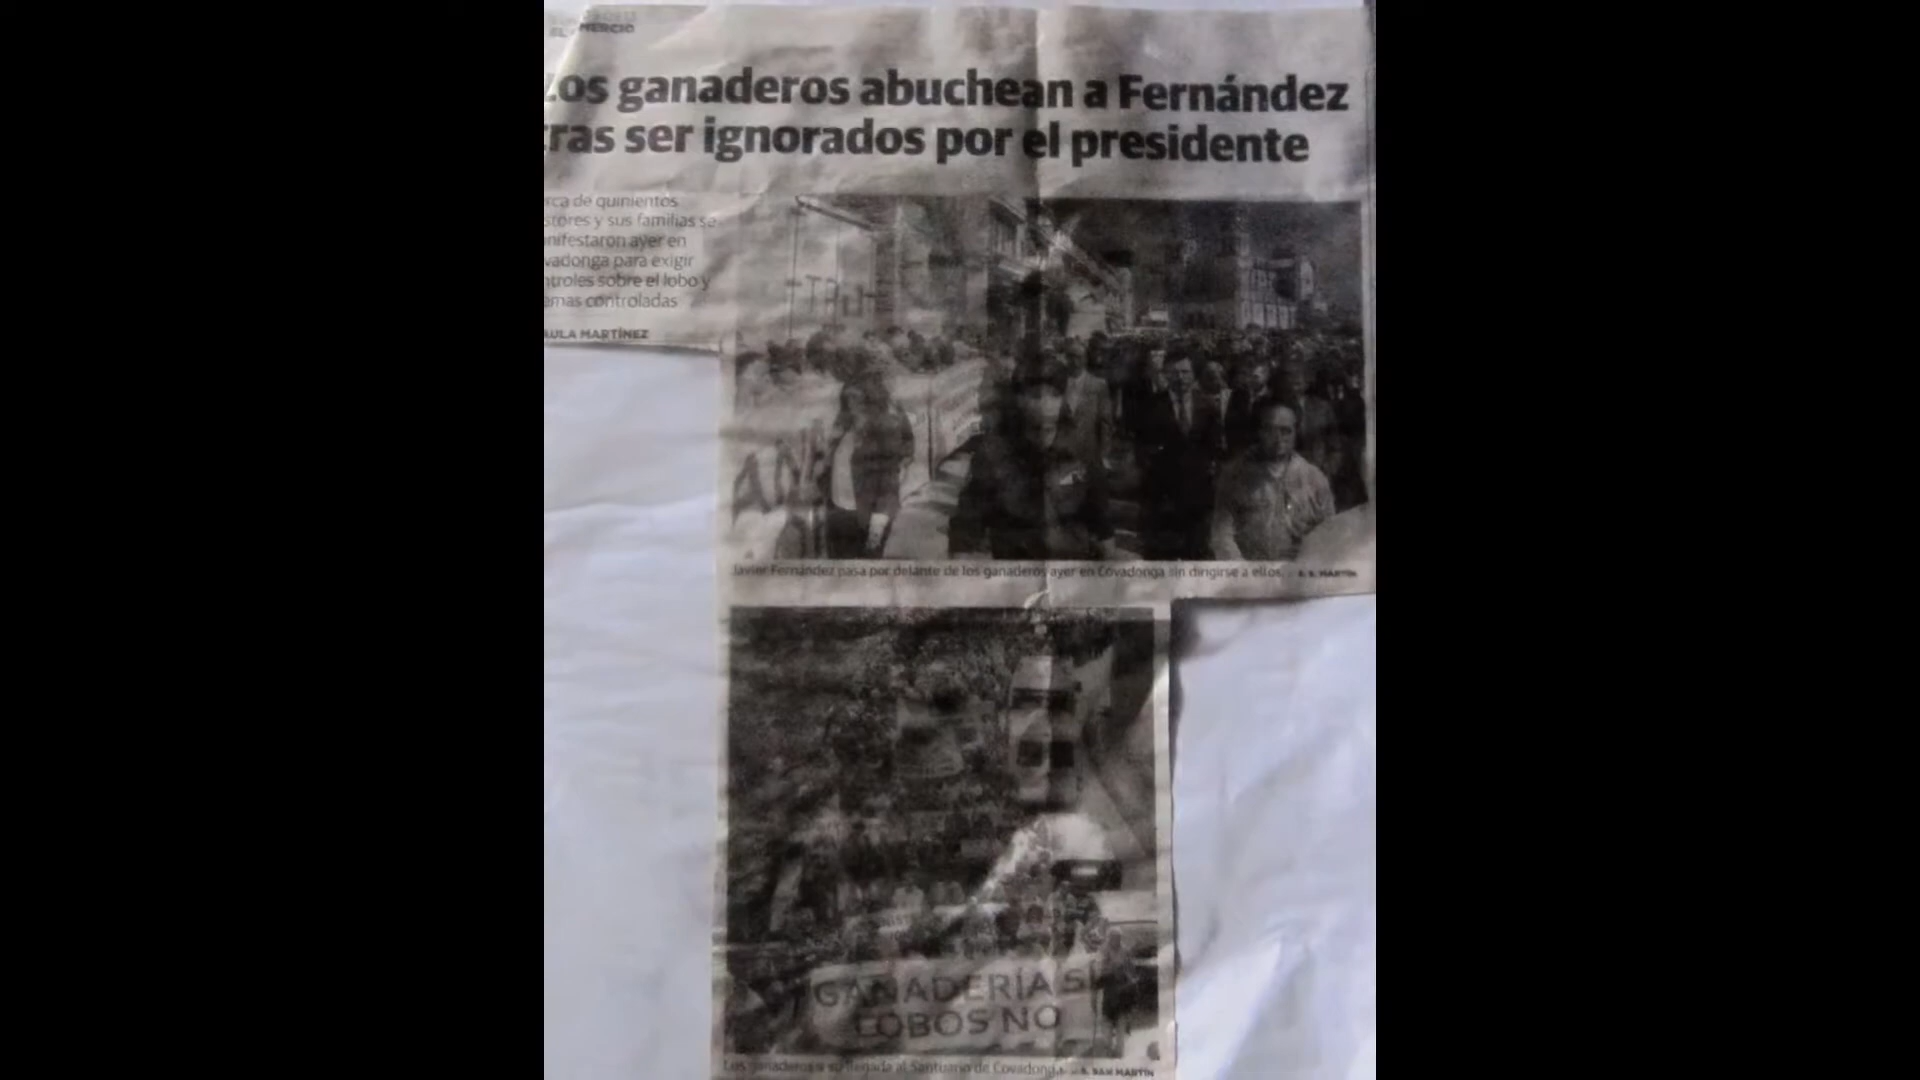 MERCIO
Los ganaderos abuchean a Fernández
tras ser ignorados por el presidente
rca de quinientos
stores y sus familias se
nifestaron ayer en
vadonga para exigir
ntroles sobre el lobo y
emas controladas
AULA MARTÍNEZ
Javier Fernández pasa por delante de los ganaderos ayer en Covadonga sin dirigirse a ellos. MARTÍN
GANADERÍA SÍ
LOBOS NO
Los ganaderos a su llegada al Santuario de Covadonga. SAN MARTÍN